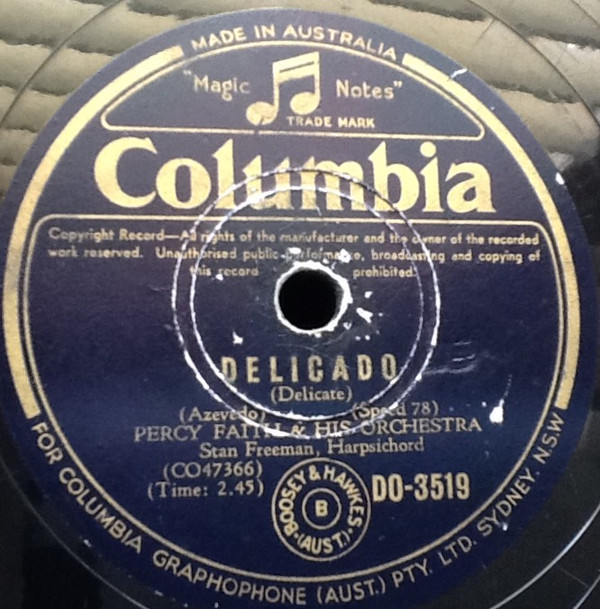 MADE IN AUSTRALIA
"Magic Notes"
TRADE MARK
Columbia
Copyright Record—All rights of the manufacturer and the owner of the recorded
work reserved. Unauthorised public performance, broadcasting and copying of
this record prohibited.
DELICADO
(Delicate)
(Azevedo) (Speed 78)
PERCY FAITH & HIS ORCHESTRA
Stan Freeman, Harpsichord
(CO47366)
(Time: 2.45)
BOOSEY & HAWKES
(AUST.)
B
DO-3519
FOR COLUMBIA GRAPHOPHONE (AUST.) PTY. LTD. SYDNEY. N.S.W